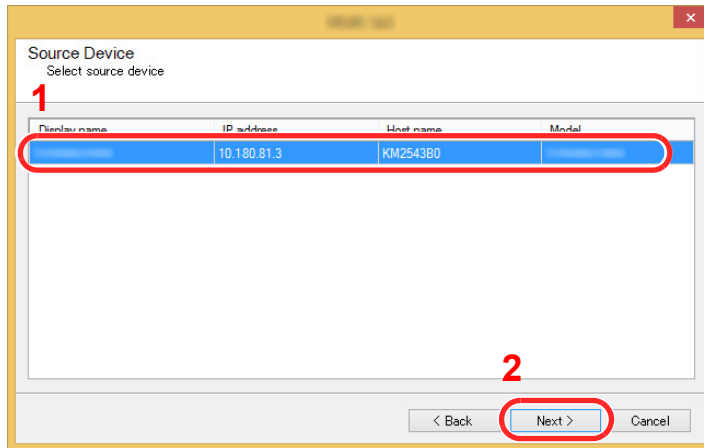 Source Device
Select source device
1
Display name IP address Host name Model
10.180.81.3 KM2543B0
2
< Back Next > Cancel